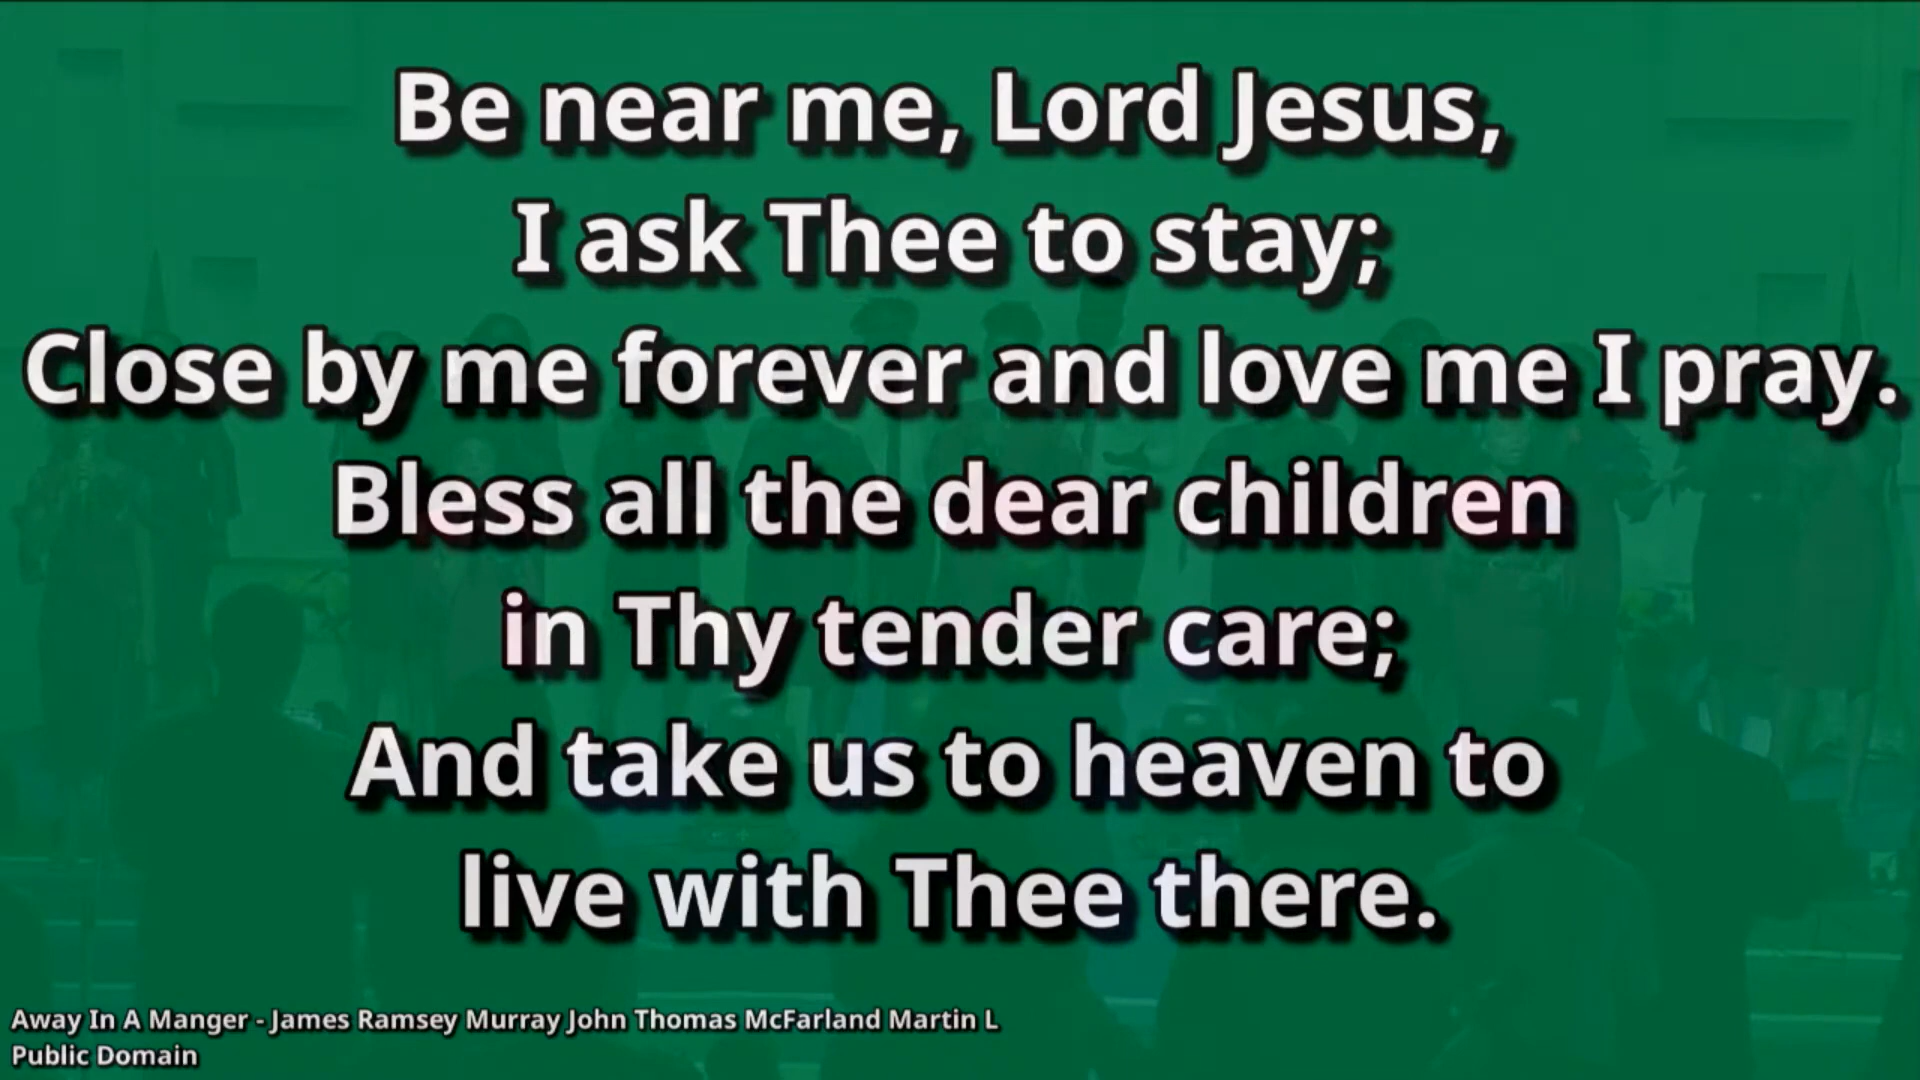 Be near me, Lord Jesus,
I ask Thee to stay;
Close by me forever and love me I pray.
Bless all the dear children
in Thy tender care;
And take us to heaven to
live with Thee there.
Away In A Manger - James Ramsey Murray John Thomas McFarland Martin L
Public Domain